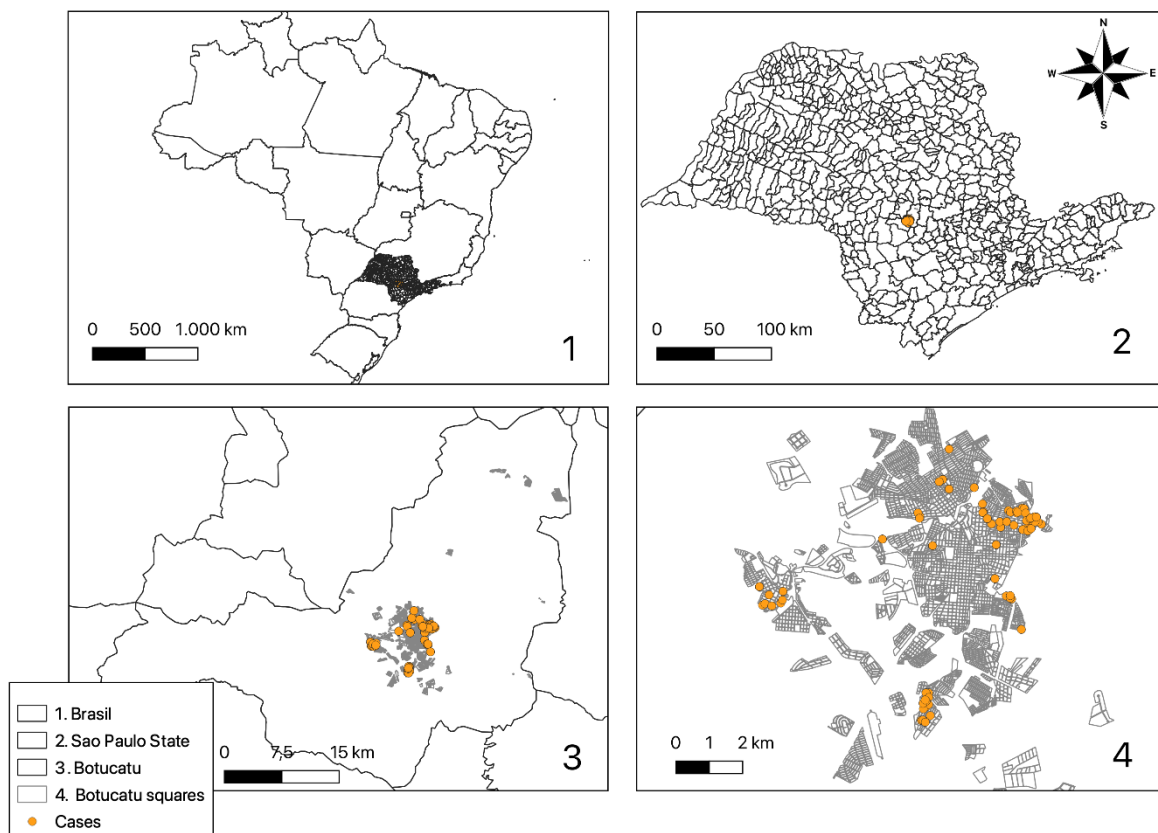 0 500 1.000 km
1
N
W E
S
0 50 100 km
2
1. Brasil
2. Sao Paulo State
3. Botucatu
4. Botucatu squares
Cases
0 7,5 15 km
3
0 1 2 km
4